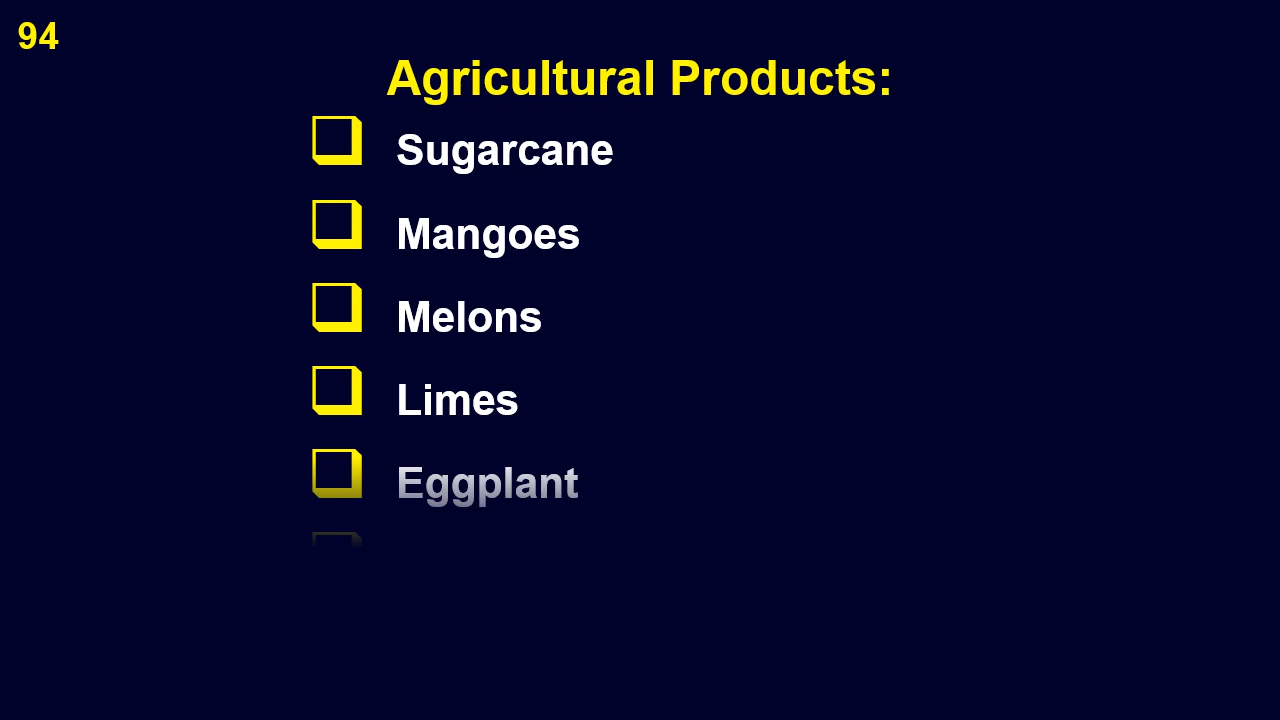 94
Agricultural Products:
❑ Sugarcane
❑ Mangoes
❑ Melons
❑ Limes
❑ Eggplant